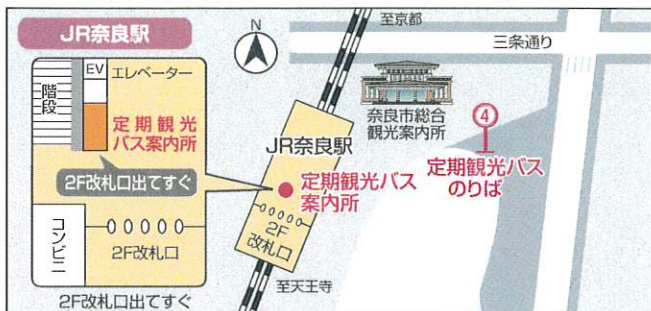 JR奈良駅
階段
EV
エレベーター
定期観光
バス案内所
2F改札口出てすぐ
コンビニ
2F改札口
2F改札口出てすぐ
N
至京都
三条通り
奈良市総合
観光案内所
JR奈良駅
定期観光バス
案内所
2F
改札口
至天王寺
④
定期観光バス
のりば